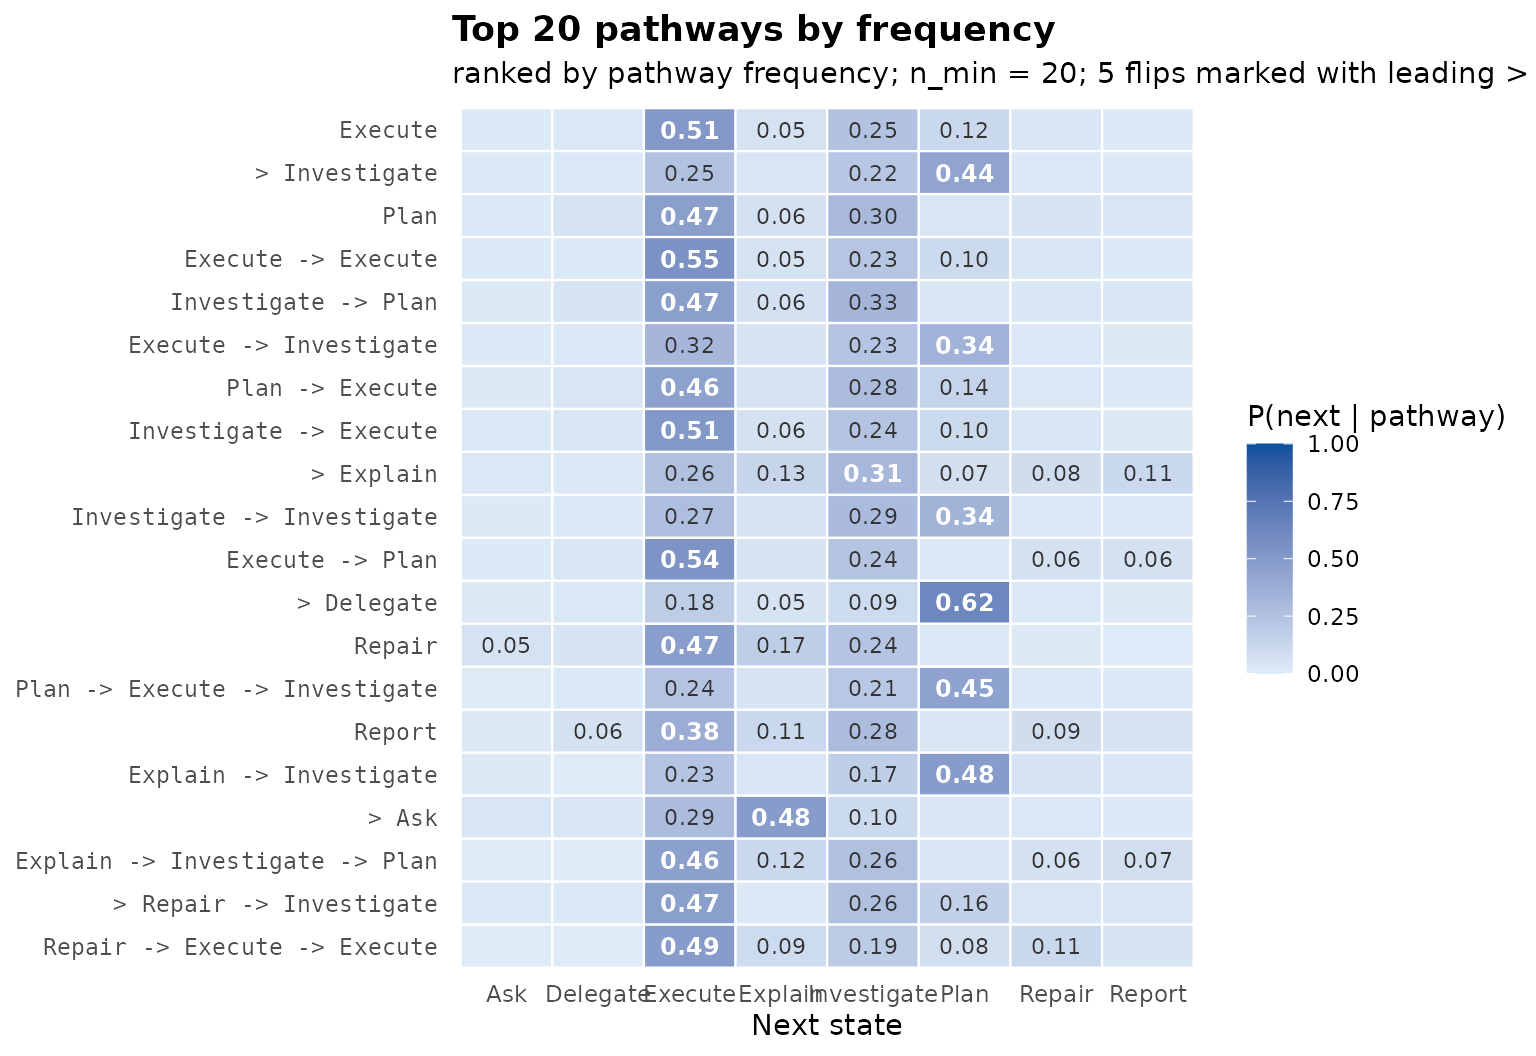 Top 20 pathways by frequency
ranked by pathway frequency; n_min = 20; 5 flips marked with leading >
Execute 0.51 0.05 0.25 0.12
> Investigate 0.25 0.22 0.44
Plan 0.47 0.06 0.30
Execute -> Execute 0.55 0.05 0.23 0.10
Investigate -> Plan 0.47 0.06 0.33
Execute -> Investigate 0.32 0.23 0.34
Plan -> Execute 0.46 0.28 0.14
Investigate -> Execute 0.51 0.06 0.24 0.10
> Explain 0.26 0.13 0.31 0.07 0.08 0.11
Investigate -> Investigate 0.27 0.29 0.34
Execute -> Plan 0.54 0.24 0.06 0.06
> Delegate 0.18 0.05 0.09 0.62
Repair 0.05 0.47 0.17 0.24
Plan -> Execute -> Investigate 0.24 0.21 0.45
Report 0.06 0.38 0.11 0.28 0.09
Explain -> Investigate 0.23 0.17 0.48
> Ask 0.29 0.48 0.10
Explain -> Investigate -> Plan 0.46 0.12 0.26 0.06 0.07
> Repair -> Investigate 0.47 0.26 0.16
Repair -> Execute -> Execute 0.49 0.09 0.19 0.08 0.11
Ask Delegate Execute Explain Investigate Plan Repair Report
Next state
P(next | pathway)
1.00
0.75
0.50
0.25
0.00